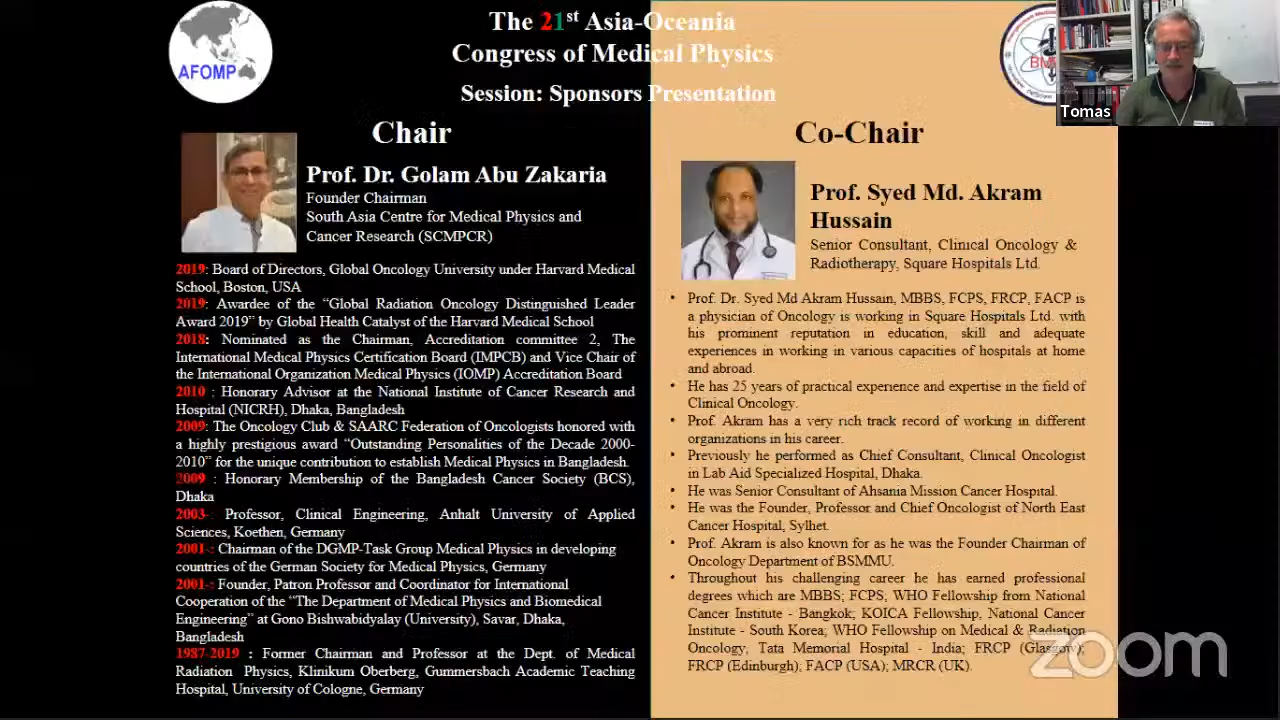 The 21st Asia-Oceania
Congress of Medical Physics
Session: Sponsors Presentation
AFOMP
Tomas
Chair
Prof. Dr. Golam Abu Zakaria
Founder Chairman
South Asia Centre for Medical Physics and
Cancer Research (SCMPCR)
2019: Board of Directors, Global Oncology University under Harvard Medical
School, Boston, USA
2019: Awardee of the “Global Radiation Oncology Distinguished Leader
Award 2019” by Global Health Catalyst of the Harvard Medical School
2018: Nominated as the Chairman, Accreditation committee 2, The
International Medical Physics Certification Board (IMPCB) and Vice Chair of
the International Organization Medical Physics (IOMP) Accreditation Board
2010 : Honorary Advisor at the National Institute of Cancer Research and
Hospital (NICRH), Dhaka, Bangladesh
2009: The Oncology Club & SAARC Federation of Oncologists honored with
a highly prestigious award “Outstanding Personalities of the Decade 2000-
2010” for the unique contribution to establish Medical Physics in Bangladesh.
2009 : Honorary Membership of the Bangladesh Cancer Society (BCS),
Dhaka
2003-: Professor, Clinical Engineering, Anhalt University of Applied
Sciences, Koethen, Germany
2001-: Chairman of the DGMP-Task Group Medical Physics in developing
countries of the German Society for Medical Physics, Germany
2001-: Founder, Patron Professor and Coordinator for International
Cooperation of the “The Department of Medical Physics and Biomedical
Engineering” at Gono Bishwabidyalay (University), Savar, Dhaka,
Bangladesh
1987-2019 : Former Chairman and Professor at the Dept. of Medical
Radiation Physics, Klinikum Oberberg, Gummersbach Academic Teaching
Hospital, University of Cologne, Germany
Co-Chair
Prof. Syed Md. Akram
Hussain
Senior Consultant, Clinical Oncology &
Radiotherapy, Square Hospitals Ltd.
• Prof. Dr. Syed Md Akram Hussain, MBBS, FCPS, FRCP, FACP is
a physician of Oncology is working in Square Hospitals Ltd. with
his prominent reputation in education, skill and adequate
experiences in working in various capacities of hospitals at home
and abroad.
• He has 25 years of practical experience and expertise in the field of
Clinical Oncology.
• Prof. Akram has a very rich track record of working in different
organizations in his career.
• Previously he performed as Chief Consultant, Clinical Oncologist
in Lab Aid Specialized Hospital, Dhaka.
• He was Senior Consultant of Ahsania Mission Cancer Hospital.
• He was the Founder, Professor and Chief Oncologist of North East
Cancer Hospital, Sylhet.
• Prof. Akram is also known for as he was the Founder Chairman of
Oncology Department of BSMMU.
• Throughout his challenging career he has earned professional
degrees which are MBBS; FCPS, WHO Fellowship from National
Cancer Institute - Bangkok; KOICA Fellowship, National Cancer
Institute - South Korea; WHO Fellowship on Medical & Radiation
Oncology, Tata Memorial Hospital - India; FRCP (Glasgow);
FRCP (Edinburgh); FACP (USA); MRCR (UK).
zoom